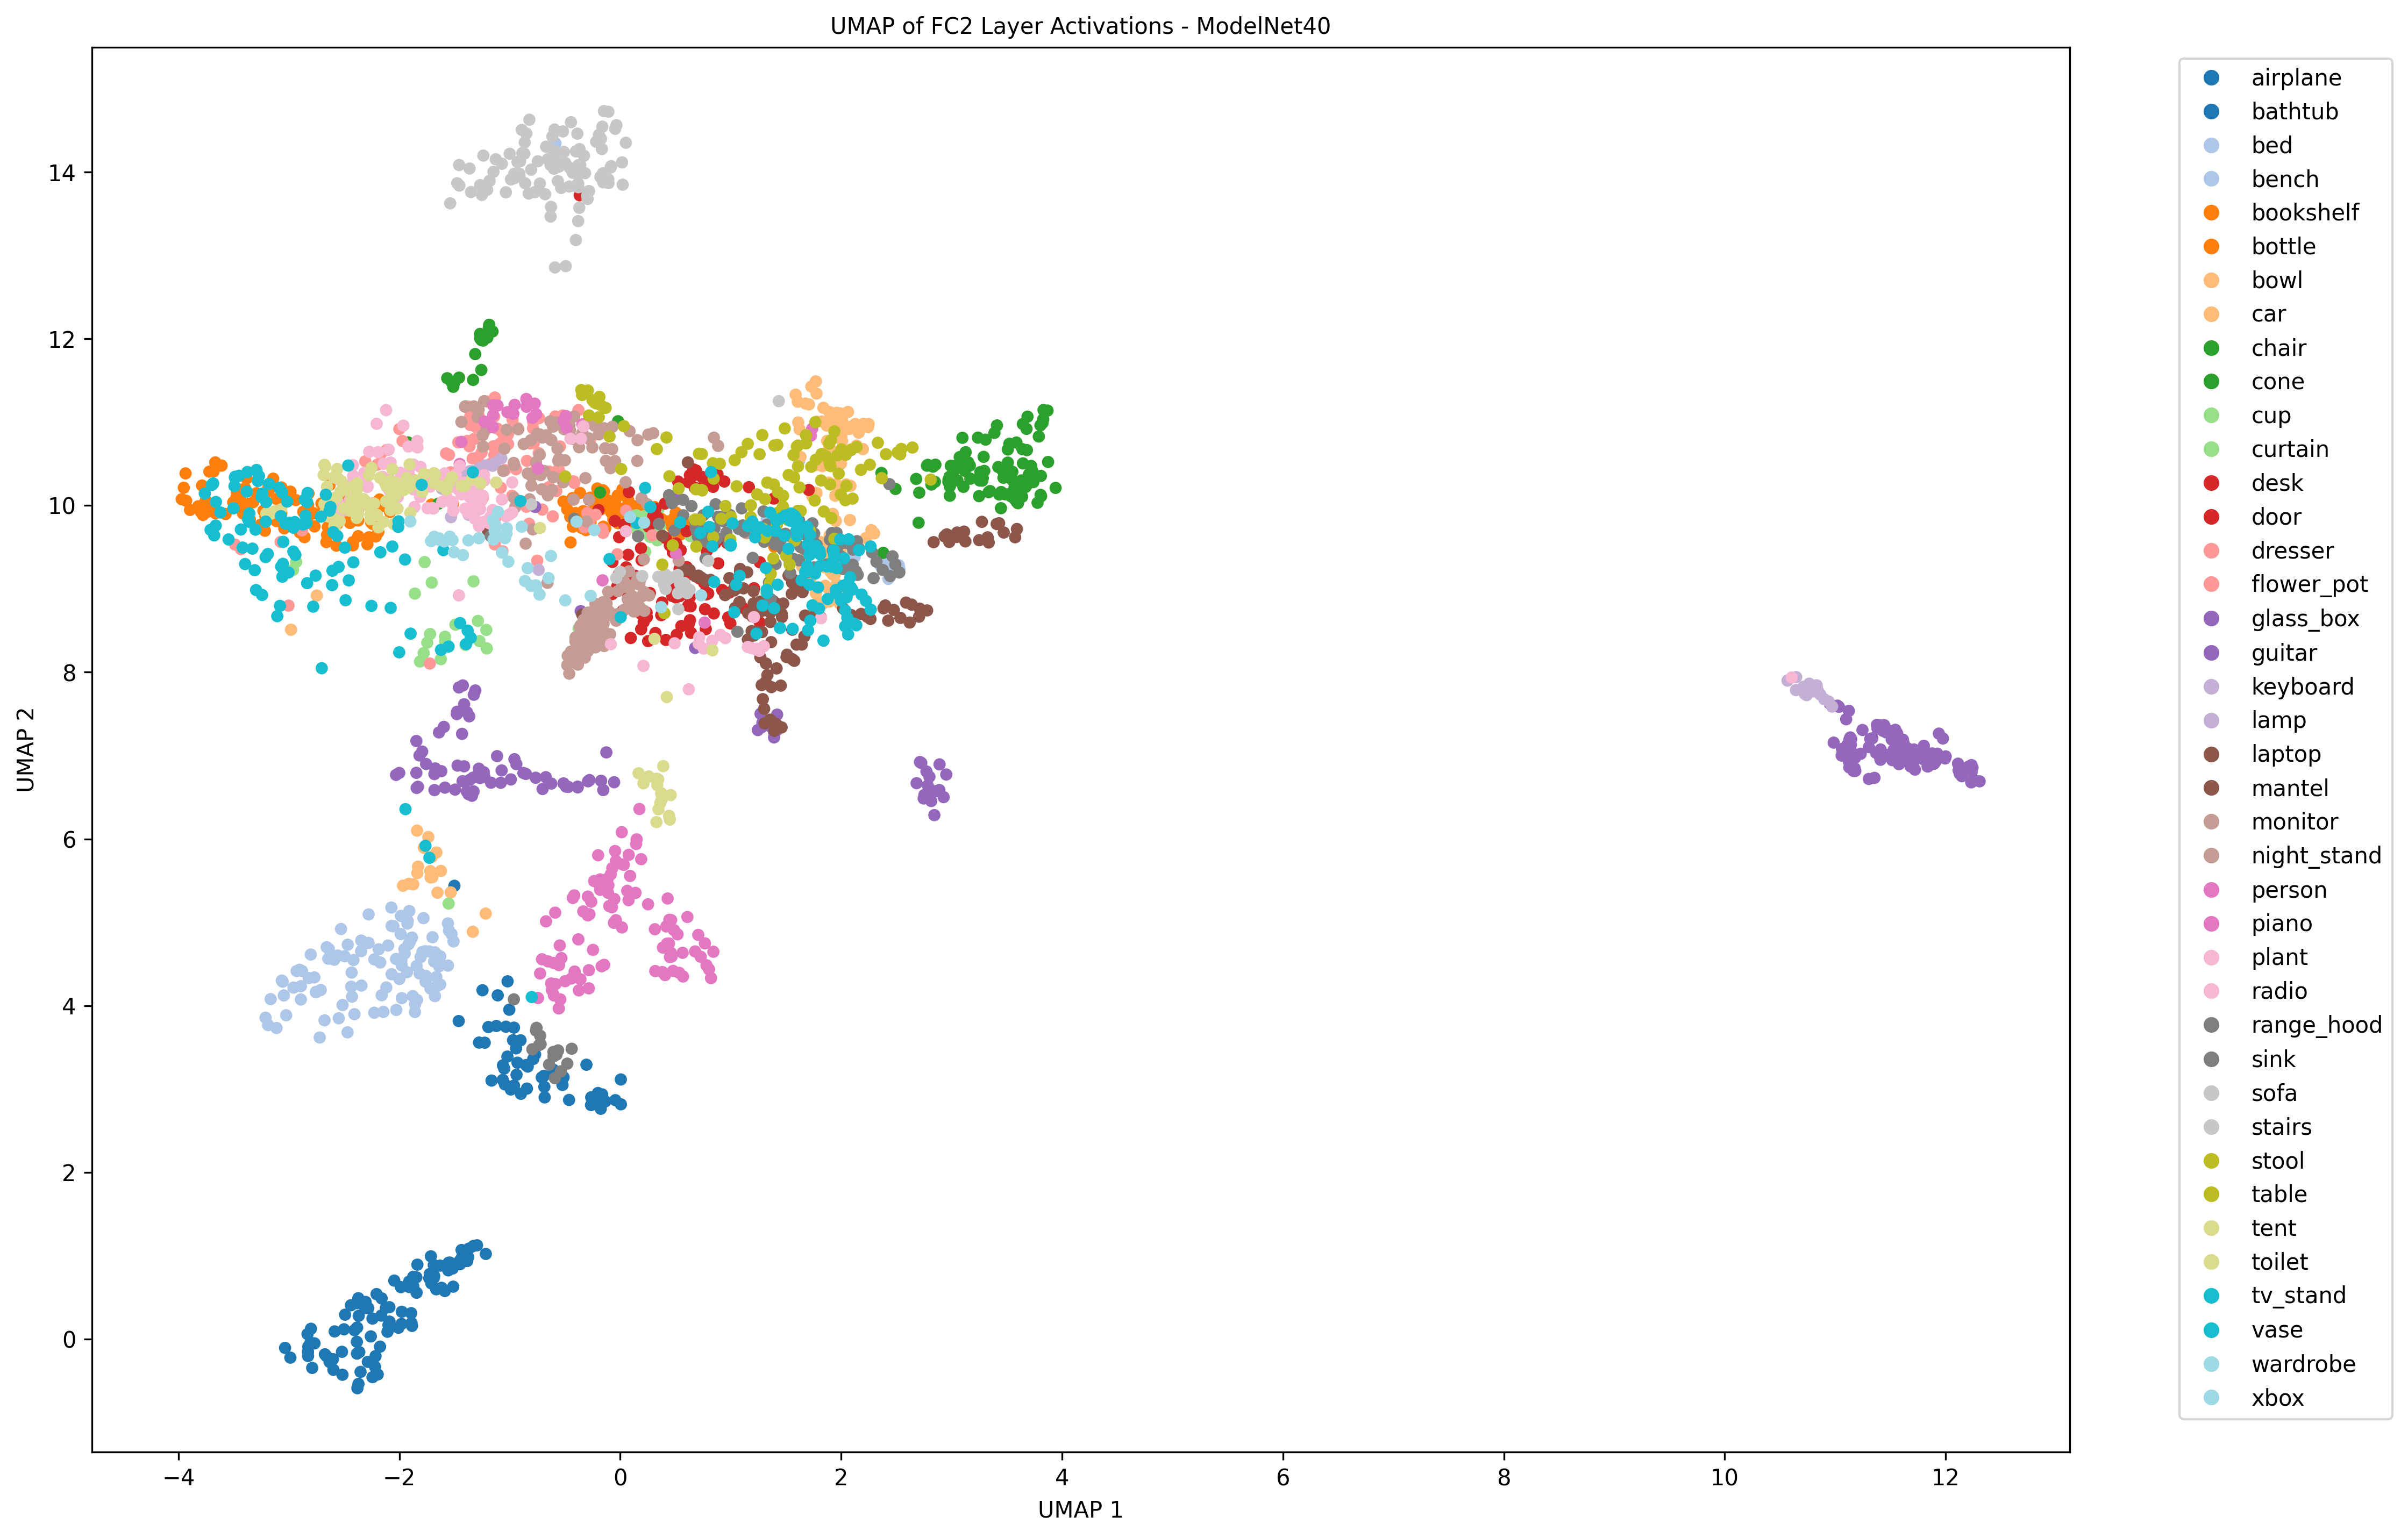 UMAP of FC2 Layer Activations - ModelNet40
UMAP 2
14
12
10
8
6
4
2
0
−4
−2
0
2
4
6
8
10
12
UMAP 1
airplane
bathtub
bed
bench
bookshelf
bottle
bowl
car
chair
cone
cup
curtain
desk
door
dresser
flower_pot
glass_box
guitar
keyboard
lamp
laptop
mantel
monitor
night_stand
person
piano
plant
radio
range_hood
sink
sofa
stairs
stool
table
tent
toilet
tv_stand
vase
wardrobe
xbox